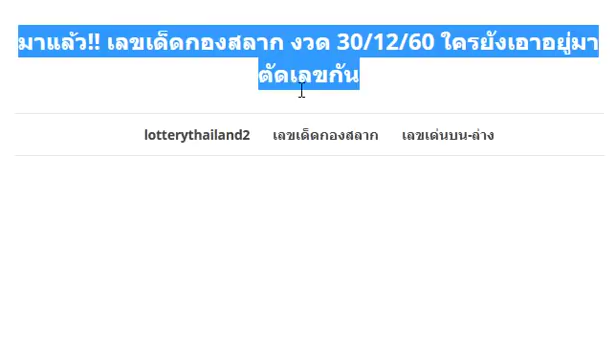 มาแล้ว!! เลขเด็ดกองสลาก งวด 30/12/60 ใครยังเอาอยู่มา
ตัดเลขกัน
lotterythailand2 เลขเด็ดกองสลาก เลขเด่นบน-ล่าง